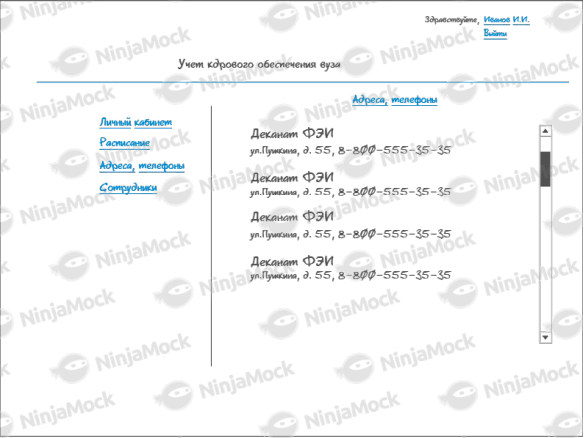 Здравствуйте, Иванов И.И.
Выйти
Учет кдрового обеспечения вуза
Адреса, телефоны
Личный кабинет
Расписание
Адреса, телефоны
Сотрудники
Деканат ФЭИ
ул.Пушкина, д. 55, 8-800-555-35-35
Деканат ФЭИ
ул.Пушкина, д. 55, 8-800-555-35-35
Деканат ФЭИ
ул.Пушкина, д. 55, 8-800-555-35-35
Деканат ФЭИ
ул.Пушкина, д. 55, 8-800-555-35-35
NinjaMock